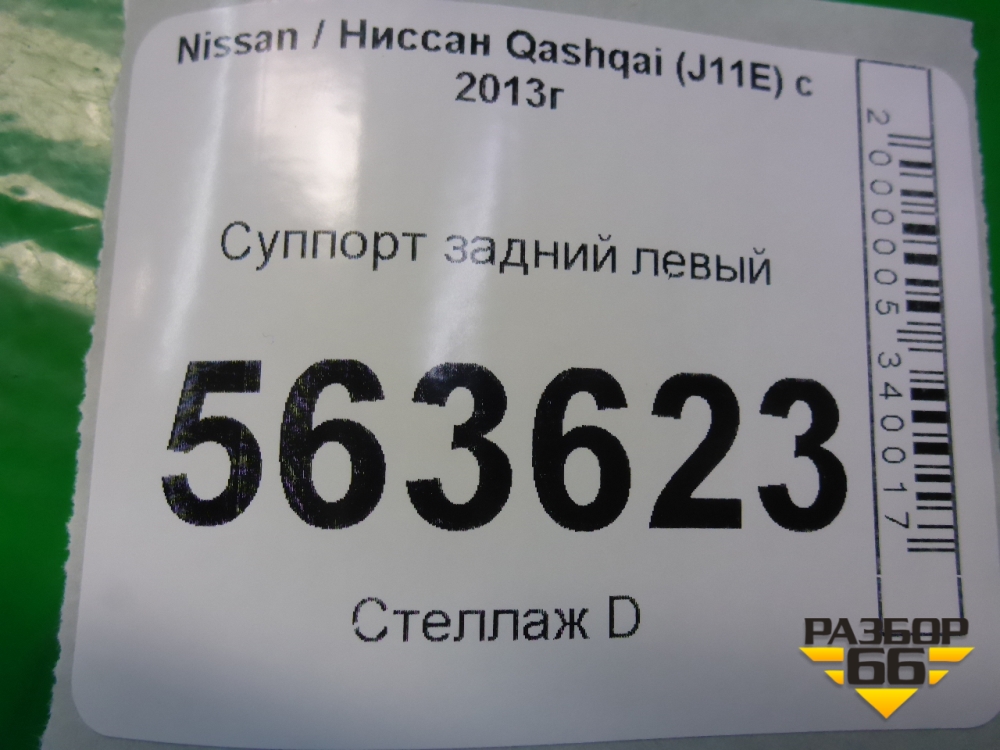 Nissan / Ниссан Qashqai (J11E) с
2013г
Суппорт задний левый
563623
Стеллаж D
2000005340017
РАЗБОР
66